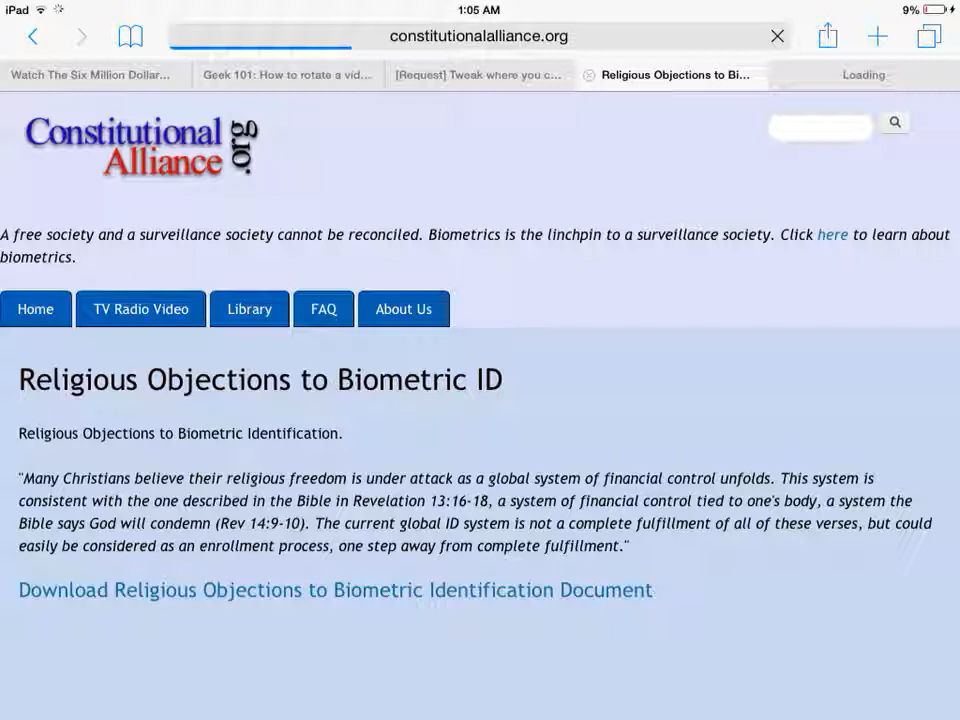 iPad 1:05 AM 9%
constitutionalalliance.org
Watch The Six Million Dollar... Geek 101: How to rotate a vid... [Request] Tweak where you c... Religious Objections to Bi... Loading
Constitutional
Alliance .org
A free society and a surveillance society cannot be reconciled. Biometrics is the linchpin to a surveillance society. Click here to learn about
biometrics.
Home TV Radio Video Library FAQ About Us
Religious Objections to Biometric ID
Religious Objections to Biometric Identification.
"Many Christians believe their religious freedom is under attack as a global system of financial control unfolds. This system is
consistent with the one described in the Bible in Revelation 13:16-18, a system of financial control tied to one's body, a system the
Bible says God will condemn (Rev 14:9-10). The current global ID system is not a complete fulfillment of all of these verses, but could
easily be considered as an enrollment process, one step away from complete fulfillment."
Download Religious Objections to Biometric Identification Document